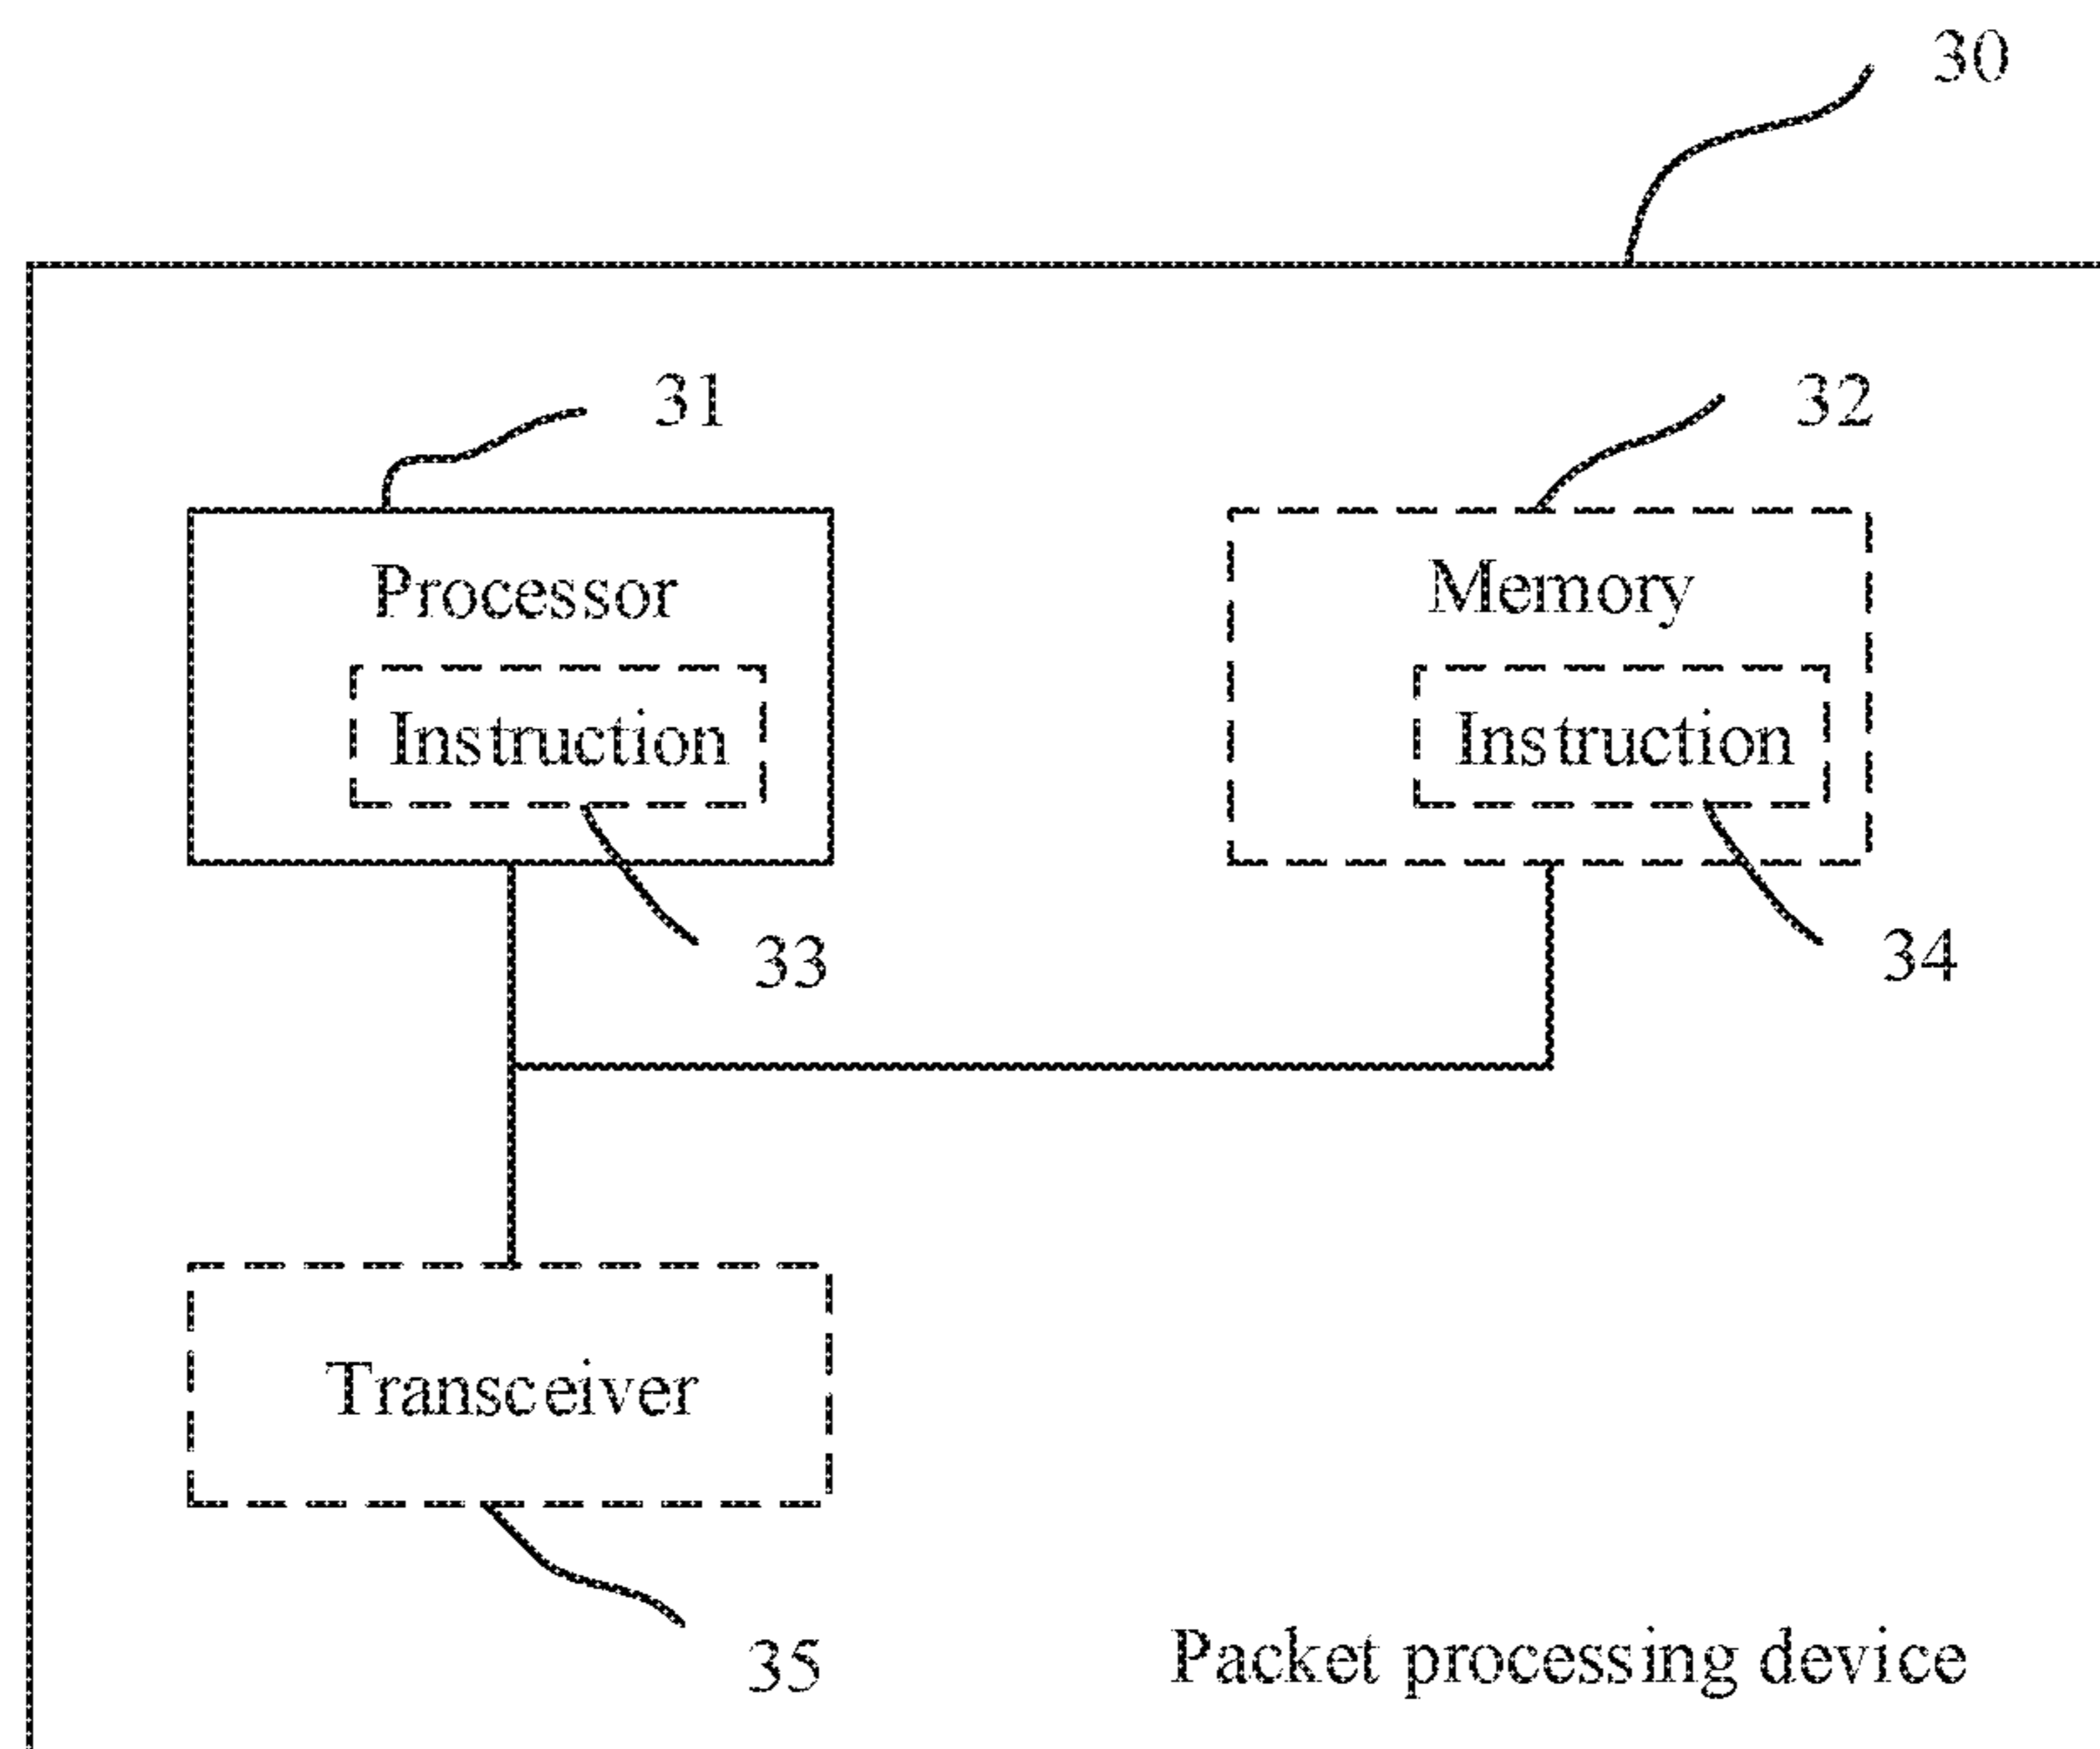 30
31
32
Processor
Memory
Instruction
Instruction
33
34
Transceiver
35
Packet processing device